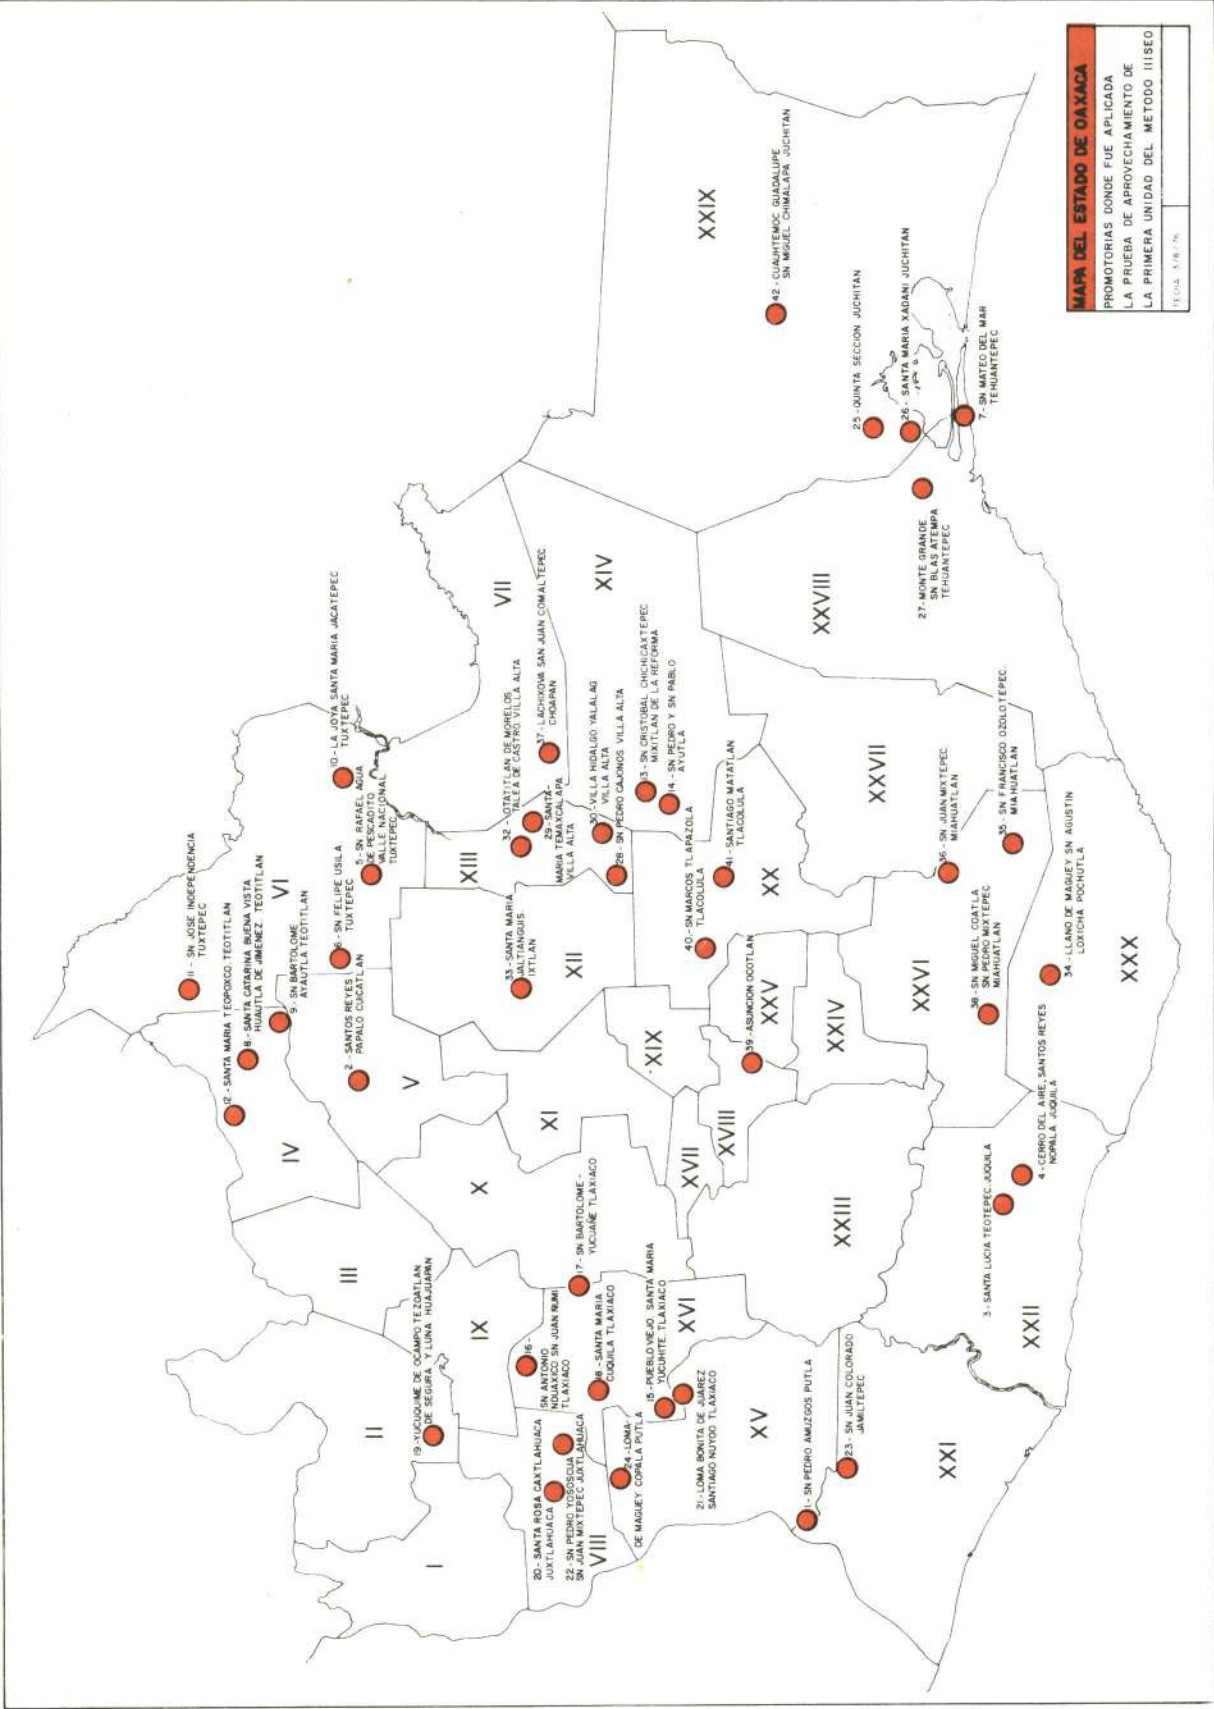 MAPA DEL ESTADO DE OAXACA
PROMOTORIAS DONDE FUE APLICADA
LA PRUEBA DE APROVECHAMIENTO DE
LA PRIMERA UNIDAD DEL METODO IIISEO
FECHA
11 - SN JOSE INDEPENDENCIA
TUXTEPEC
12 - SANTA MARIA TEOPOXCO. TEOTITLAN
8 - SANTA CATARINA BUENA VISTA
HUAUTLA DE JIMENEZ TEOTITLAN
VI
9 - SN BARTOLOME
AYAUTLA TEOTITLAN
10 - LA JOYA SANTA MARIA JACATEPEC
TUXTEPEC
6 - SN FELIPE USILA
TUXTEPEC
5 - SN RAFAEL AGUA
DE PESCADITO
VALLE NACIONAL
TUXTEPEC
2 - SANTOS REYES
PAPALO CUICATLAN
IV
V
III
II
I
19 - YUCUQUIME DE OCAMPO TEZOATLAN
DE SEGURA Y LUNA HUAJUAPAN
IX
X
XI
XII
XIII
VII
XIV
33 - SANTA MARIA
JALTIANGUIS
IXTLAN
32 - OTATITLAN DE MORELOS
TALEA DE CASTRO VILLA ALTA
37 - LACHIXOVA SAN JUAN COMALTEPEC
CHOAPAN
29 - SANTA-
MARIA TEMAXCALAPA
VILLA ALTA
30 - VILLA HIDALGO YALALAG
VILLA ALTA
28 - SN PEDRO CAJONOS VILLA ALTA
13 - SN CRISTOBAL CHICHICAXTEPEC
MIXITLAN DE LA REFORMA
14 - SN PEDRO Y SN PABLO
AYUTLA
16 -
SN ANTONIO
NDUAXICO SN JUAN ÑUMI
TLAXIACO
17 - SN BARTOLOME -
YUCUAÑE TLAXIACO
18 - SANTA MARIA
CUQUILA TLAXIACO
20 - SANTA ROSA CAXTLAHUACA
JUXTLAHUACA
22 - SN PEDRO YOSOSCUA
SN JUAN MIXTEPEC JUXTLAHUACA
VIII
24 - LOMA-
DE MAGUEY COPALA PUTLA
15 - PUEBLO VIEJO, SANTA MARIA
YUCUHITE TLAXIACO
21 - LOMA BONITA DE JUAREZ
SANTIAGO NUYOO TLAXIACO
XVI
XV
XVII
XVIII
XIX
39 - ASUNCION OCOTLAN
XXV
XXIV
40 - SN MARCOS TLAPAZOLA
TLACOLULA
41 - SANTIAGO MATATLAN
TLACOLULA
XX
XXIX
42 - CUAUHTEMOC GUADALUPE
SN MIGUEL CHIMALAPA JUCHITAN
25 - QUINTA SECCION JUCHITAN
26 - SANTA MARIA XADANI JUCHITAN
7 - SN MATEO DEL MAR
TEHUANTEPEC
27 - MONTE GRANDE
SN BLAS ATEMPA
TEHUANTEPEC
XXVIII
XXVII
XXVI
XXIII
1 - SN PEDRO AMUZGOS PUTLA
23 - SN JUAN COLORADO
JAMILTEPEC
XXI
XXII
3 - SANTA LUCIA TEOTEPEC. JUQUILA
4 - CERRO DEL AIRE, SANTOS REYES
NOPALA JUQUILA
36 - SN JUAN MIXTEPEC
MIAHUATLAN
38 - SN MIGUEL COATLA
SN PEDRO MIXTEPEC
MIAHUATLAN
35 - SN FRANCISCO OZOLOTEPEC.
MIAHUATLAN
34 - LLANO DE MAGUEY SN AGUSTIN
LOXICHA POCHUTLA
XXX